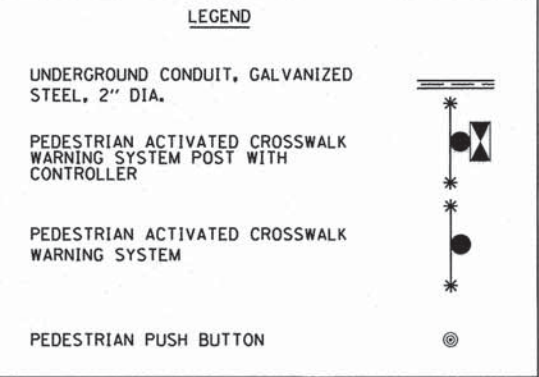 LEGEND
UNDERGROUND CONDUIT, GALVANIZED
STEEL, 2" DIA.
PEDESTRIAN ACTIVATED CROSSWALK
WARNING SYSTEM POST WITH
CONTROLLER
PEDESTRIAN ACTIVATED CROSSWALK
WARNING SYSTEM
PEDESTRIAN PUSH BUTTON